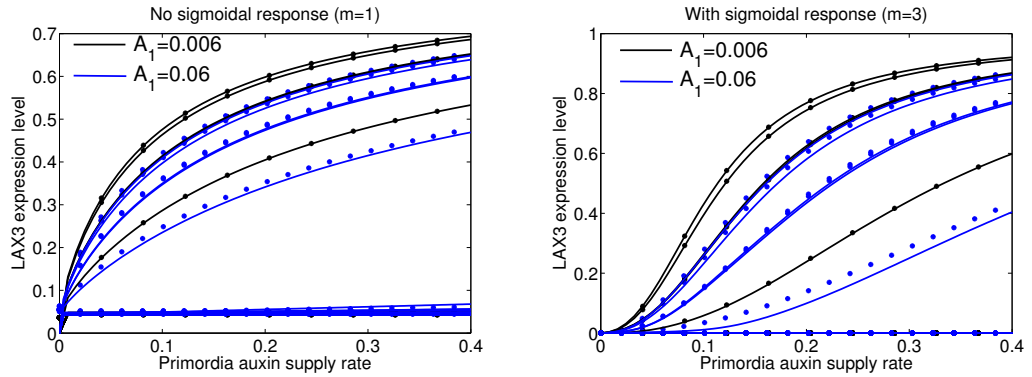 No sigmoidal response (m=1)
0.7
0.6
0.5
0.4
0.3
0.2
0.1
0
LAX3 expression level
A1=0.006
A1=0.06
0 0.1 0.2 0.3 0.4
Primordia auxin supply rate
With sigmoidal response (m=3)
1
0.8
0.6
0.4
0.2
0
LAX3 expression level
A1=0.006
A1=0.06
0 0.1 0.2 0.3 0.4
Primordia auxin supply rate